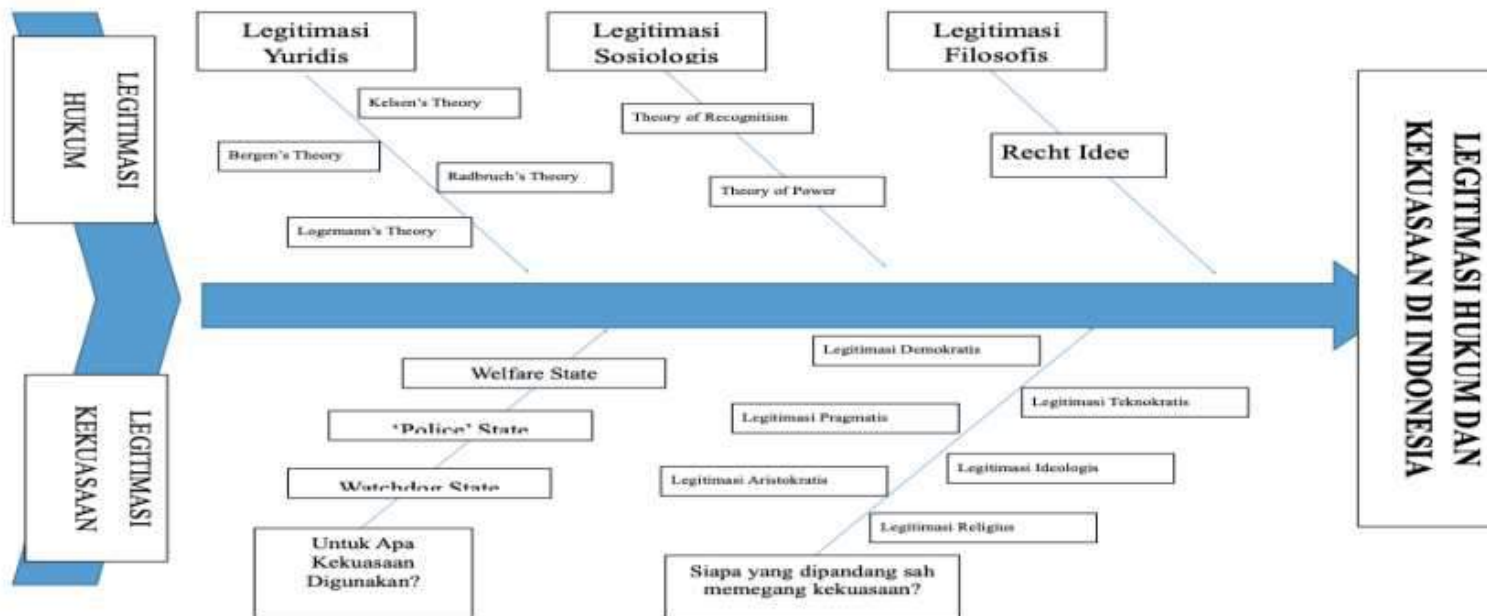 LEGITIMASI
HUKUM
Legitimasi
Yuridis
Kelsen's Theory
Bergen's Theory
Radbruch's Theory
Logemann's Theory
Legitimasi
Sosiologis
Theory of Recognition
Theory of Power
Legitimasi
Filosofis
Recht Idee
LEGITIMASI
KEKUASAAN
Welfare State
'Police' State
Watchdog State
Untuk Apa
Kekuasaan
Digunakan?
Legitimasi Demokratis
Legitimasi Teknokratis
Legitimasi Pragmatis
Legitimasi Ideologis
Legitimasi Aristokratis
Legitimasi Religius
Siapa yang dipandang sah
memegang kekuasaan?
LEGITIMASI HUKUM DAN
KEKUASAAN DI INDONESIA